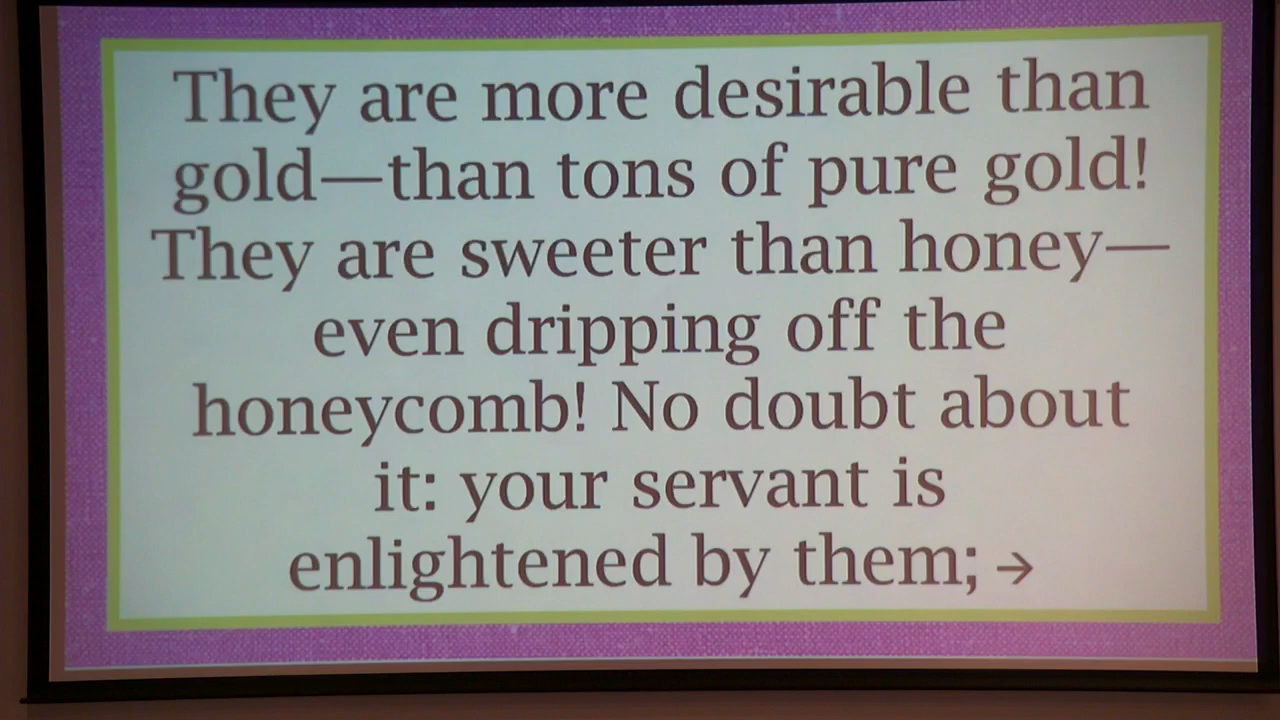 They are more desirable than
gold—than tons of pure gold!
They are sweeter than honey—
even dripping off the
honeycomb! No doubt about
it: your servant is
enlightened by them; →